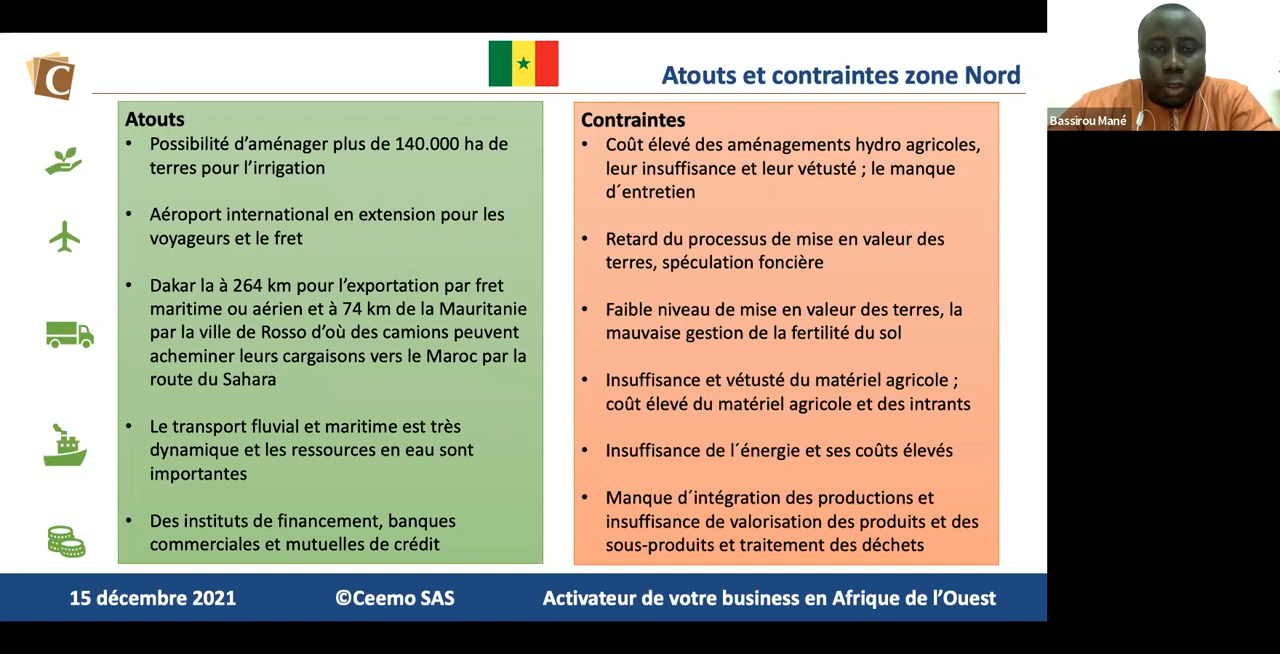 C
Atouts et contraintes zone Nord
Atouts
• Possibilité d'aménager plus de 140.000 ha de
terres pour l'irrigation
• Aéroport international en extension pour les
voyageurs et le fret
• Dakar la à 264 km pour l'exportation par fret
maritime ou aérien et à 74 km de la Mauritanie
par la ville de Rosso d'où des camions peuvent
acheminer leurs cargaisons vers le Maroc par la
route du Sahara
• Le transport fluvial et maritime est très
dynamique et les ressources en eau sont
importantes
• Des instituts de financement, banques
commerciales et mutuelles de crédit
Contraintes
• Coût élevé des aménagements hydro agricoles,
leur insuffisance et leur vétusté ; le manque
d´entretien
• Retard du processus de mise en valeur des
terres, spéculation foncière
• Faible niveau de mise en valeur des terres, la
mauvaise gestion de la fertilité du sol
• Insuffisance et vétusté du matériel agricole ;
coût élevé du matériel agricole et des intrants
• Insuffisance de l´énergie et ses coûts élevés
• Manque d´intégration des productions et
insuffisance de valorisation des produits et des
sous-produits et traitement des déchets
15 décembre 2021
©Ceemo SAS
Activateur de votre business en Afrique de l'Ouest
Bassirou Mané